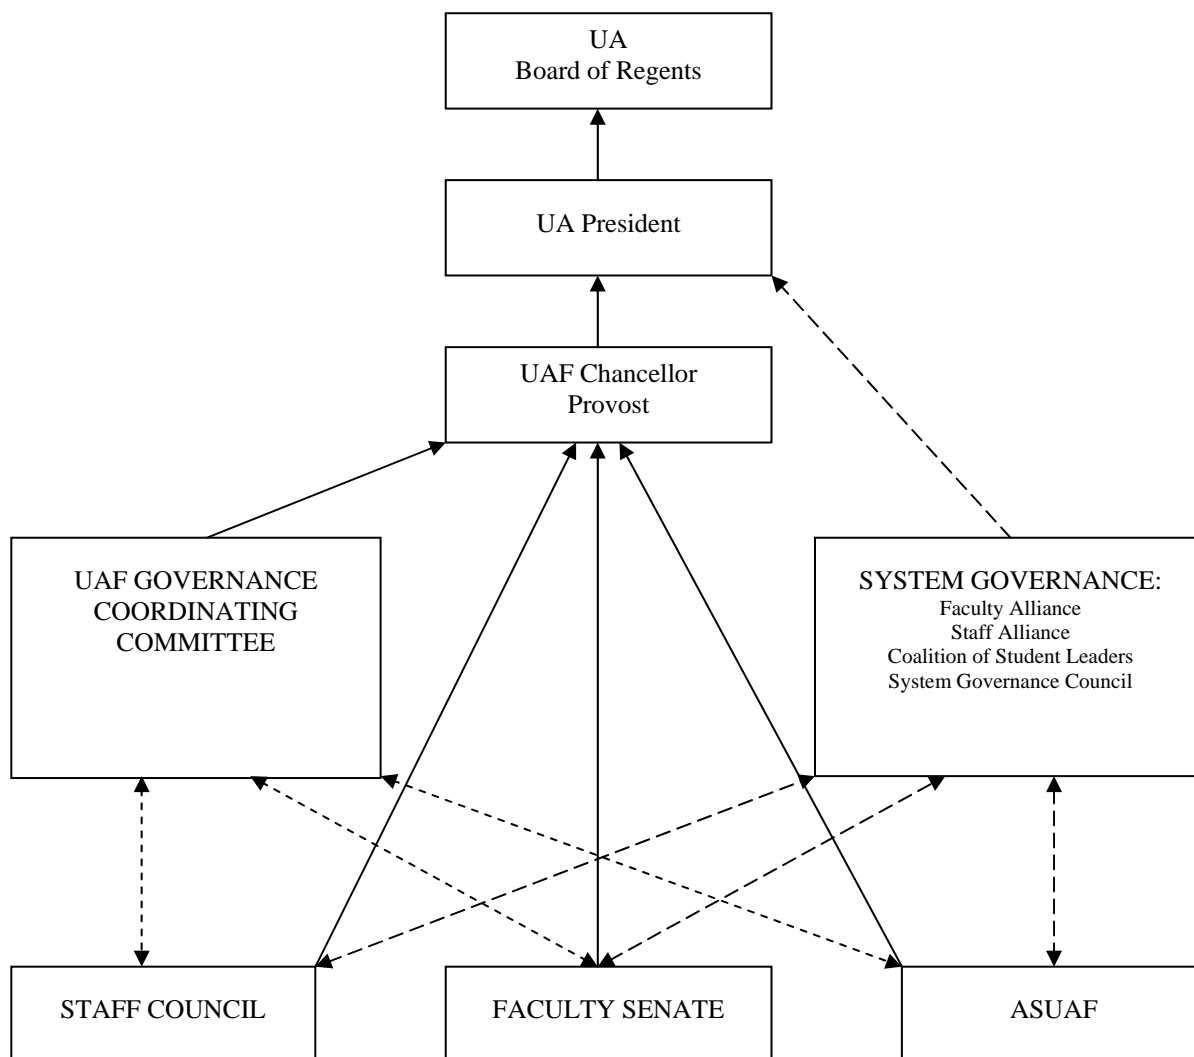 UA
Board of Regents
UA President
UAF Chancellor
Provost
UAF GOVERNANCE
COORDINATING
COMMITTEE
SYSTEM GOVERNANCE:
Faculty Alliance
Staff Alliance
Coalition of Student Leaders
System Governance Council
STAFF COUNCIL
FACULTY SENATE
ASUAF